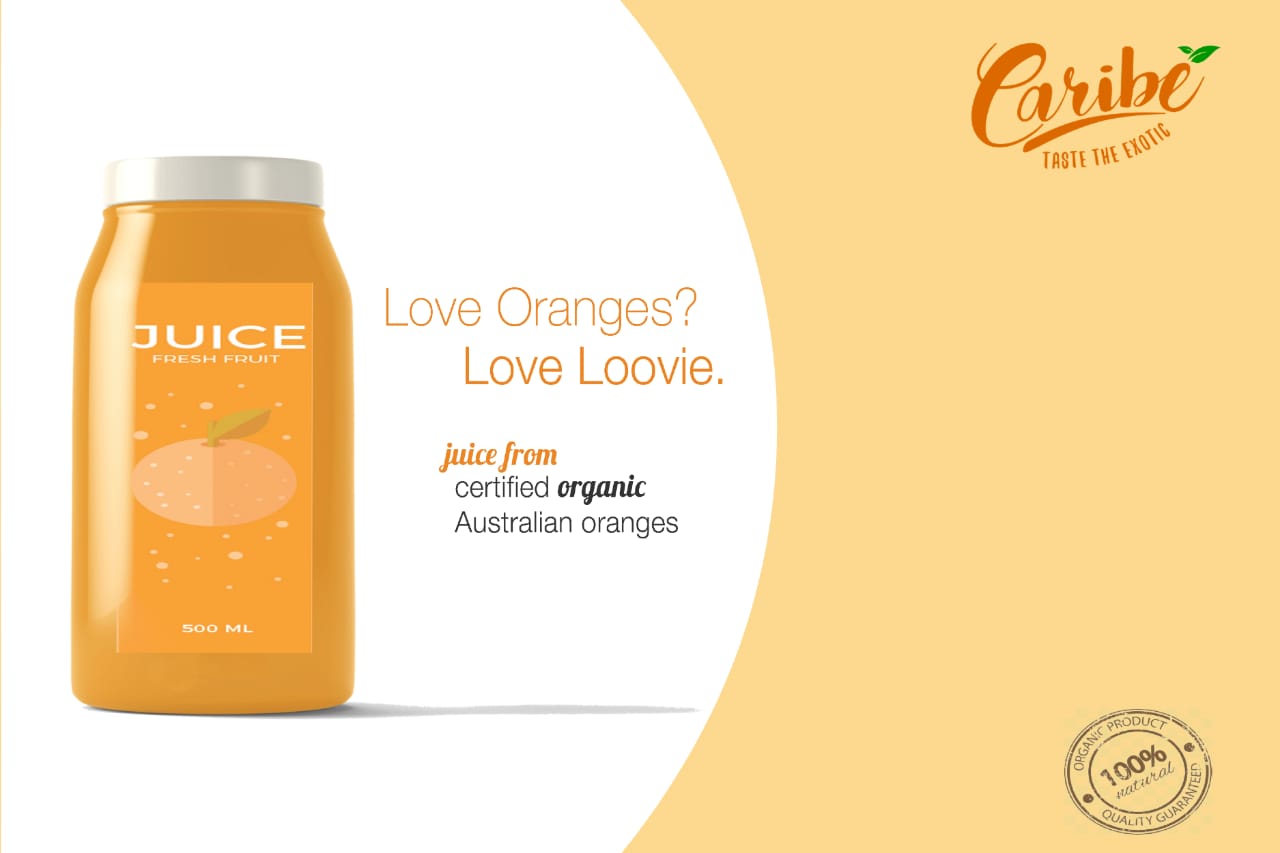 Caribe
TASTE THE EXOTIC
JUICE
FRESH FRUIT
500 ML
Love Oranges?
Love Loovie.
juice from
certified organic
Australian oranges
ORGANIC PRODUCT
100%
natural
QUALITY GUARANTEED